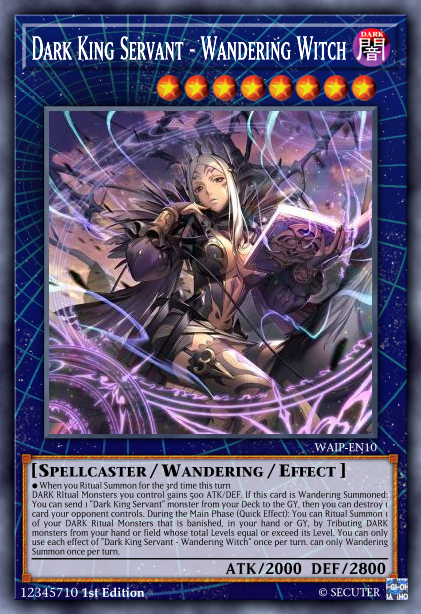 DARK KING SERVANT - WANDERING WITCH
DARK
闇
WAIP-EN10
[SPELLCASTER / WANDERING / EFFECT ]
● When you Ritual Summon for the 3rd time this turn
DARK Ritual Monsters you control gains 500 ATK/DEF. If this card is Wandering Summoned:
You can send 1 "Dark King Servant" monster from your Deck to the GY, then you can destroy 1
card your opponent controls. During the Main Phase (Quick Effect): You can Ritual Summon 1
of your DARK Ritual Monsters that is banished, in your hand or GY, by Tributing DARK
monsters from your hand or field whose total Levels equal or exceed its Level. You can only
use each effect of "Dark King Servant - Wandering Witch" once per turn. can only Wandering
Summon once per turn.
ATK/2000 DEF/2800
12345710 1st Edition
© SECUTER